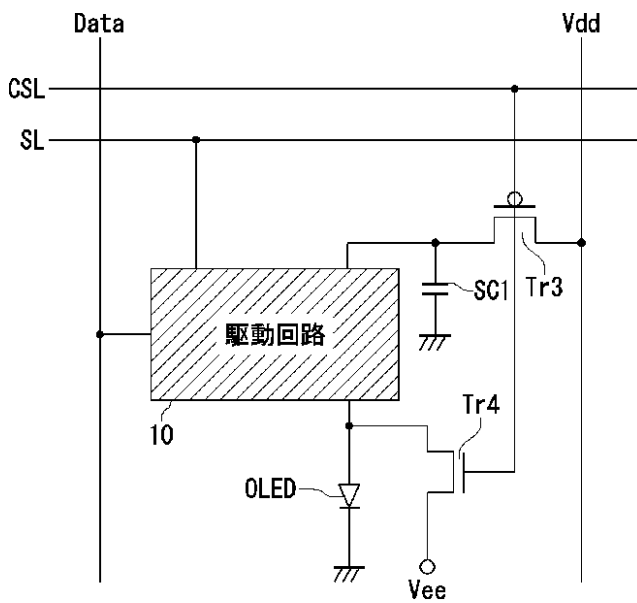 Data
Vdd
CSL
SL
Tr3
SC1
駆動回路
Tr4
10
OLED
Vee